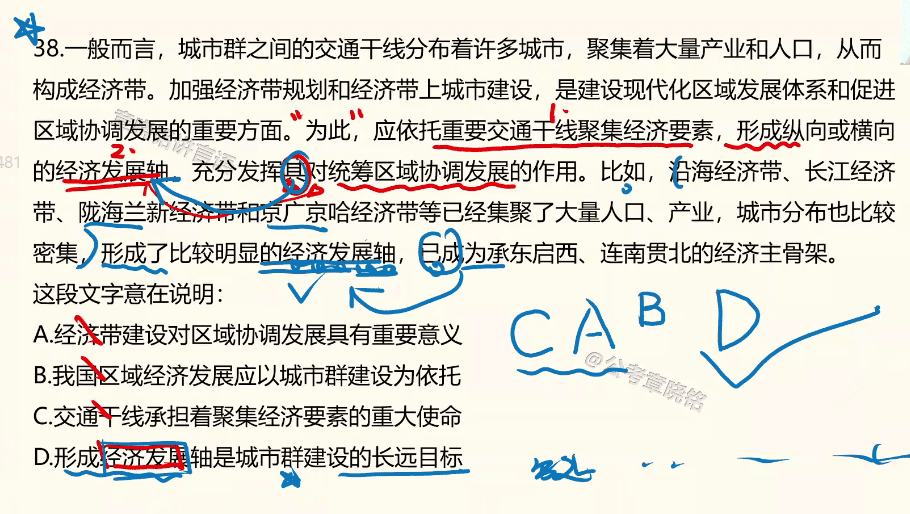 38.一般而言，城市群之间的交通干线分布着许多城市，聚集着大量产业和人口，从而
构成经济带。加强经济带规划和经济带上城市建设，是建设现代化区域发展体系和促进
区域协调发展的重要方面。为此，应依托重要交通干线聚集经济要素，形成纵向或横向
的经济发展轴，充分发挥其对统筹区域协调发展的作用。比如，沿海经济带、长江经济
带、陇海兰新经济带和京广京哈经济带等已经集聚了大量人口、产业，城市分布也比较
密集，形成了比较明显的经济发展轴，已成为承东启西、连南贯北的经济主骨架。
这段文字意在说明：
A.经济带建设对区域协调发展具有重要意义
B.我国区域经济发展应以城市群建设为依托
C.交通干线承担着聚集经济要素的重大使命
D.形成经济发展轴是城市群建设的长远目标
1.
2.
C A B D
@公考章晓铭
481